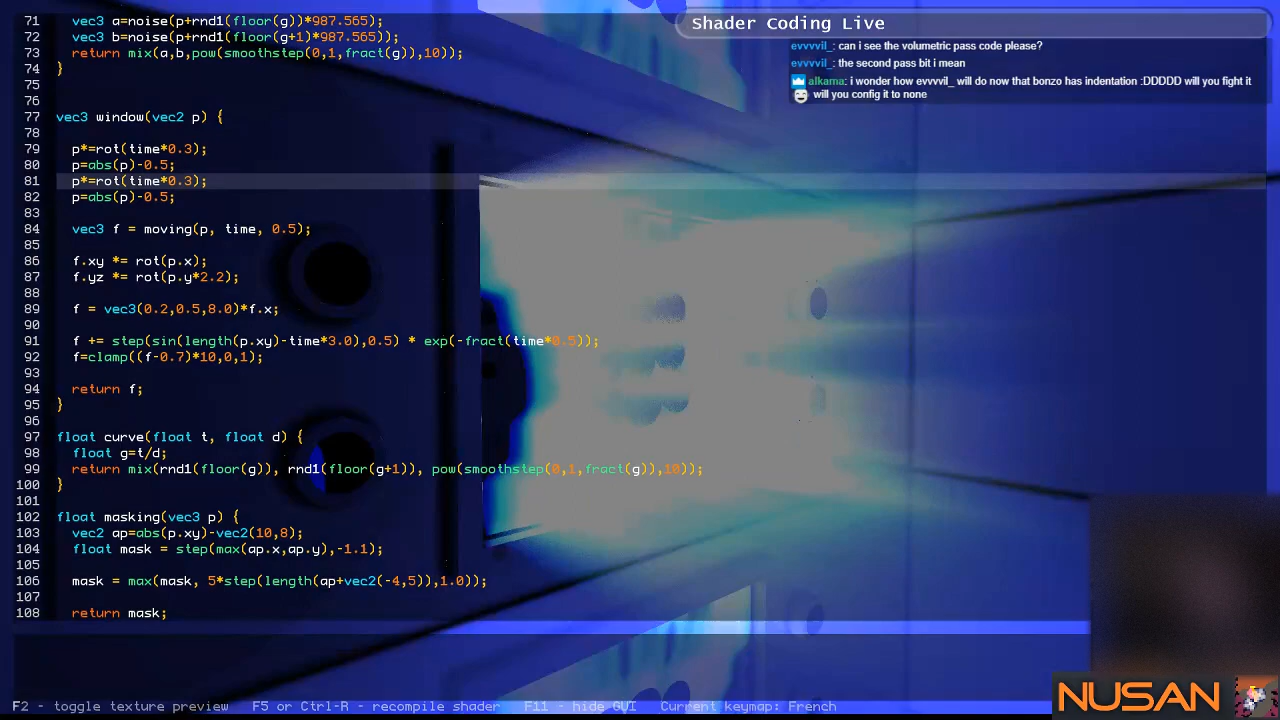 71 vec3 a=noise(p+rnd1(floor(g))*987.565);
72 vec3 b=noise(p+rnd1(floor(g+1)*987.565));
73 return mix(a,b,pow(smoothstep(0,1,fract(g)),10));
74 }
75
76
77 vec3 window(vec2 p) {
78
79 p*=rot(time*0.3);
80 p=abs(p)-0.5;
81 p*=rot(time*0.3);
82 p=abs(p)-0.5;
83
84 vec3 f = moving(p, time, 0.5);
85
86 f.xy *= rot(p.x);
87 f.yz *= rot(p.y*2.2);
88
89 f = vec3(0.2,0.5,8.0)*f.x;
90
91 f += step(sin(length(p.xy)-time*3.0),0.5) * exp(-fract(time*0.5));
92 f=clamp((f-0.7)*10,0,1);
93
94 return f;
95 }
96
97 float curve(float t, float d) {
98 float g=t/d;
99 return mix(rnd1(floor(g)), rnd1(floor(g+1)), pow(smoothstep(0,1,fract(g)),10));
100 }
101
102 float masking(vec3 p) {
103 vec2 ap=abs(p.xy)-vec2(10,8);
104 float mask = step(max(ap.x,ap.y),-1.1);
105
106 mask = max(mask, 5*step(length(ap+vec2(-4,5)),1.0));
107
108 return mask;
Shader Coding Live
evvvvil_: can i see the volumetric pass code please?
evvvvil_: the second pass bit i mean
alkama: i wonder how evvvvil_ will do now that bonzo has indentation :DDDDD will you fight it
will you config it to none
F2 - toggle texture preview F5 or Ctrl-R - recompile shader F11 - hide GUI Current keymap: French
NUSAN